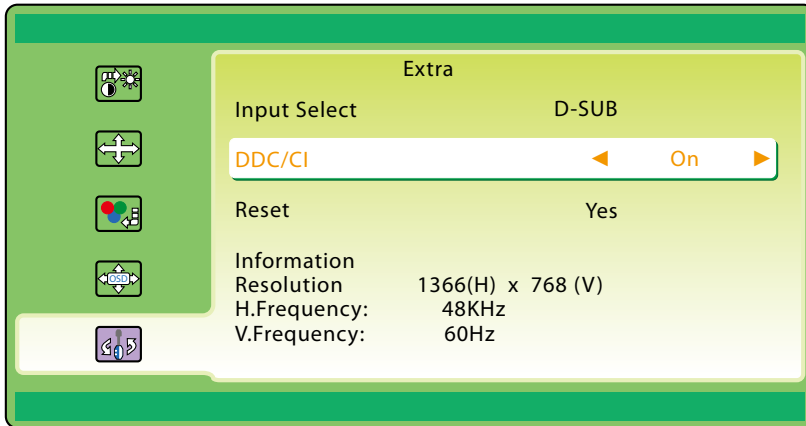 Extra
Input Select D-SUB
DDC/CI ◄ On ►
Reset Yes
Information
Resolution 1366(H) x 768 (V)
H.Frequency: 48KHz
V.Frequency: 60Hz
OSD